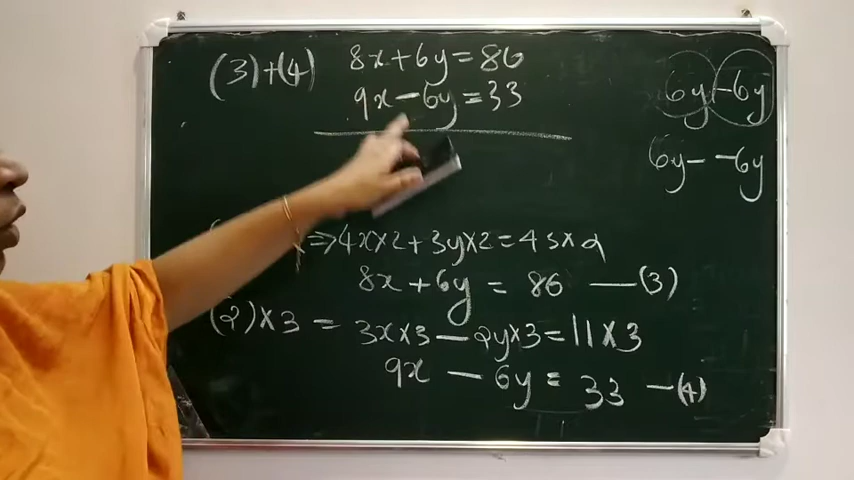 (3)+(4) 8x+6y=86
9x-6y=33
6y-6y
6y--6y
⇒4x×2+3y×2=43×2
8x+6y=86 —(3)
(2)×3 = 3x×3-2y×3=11×3
9x-6y=33 —(4)